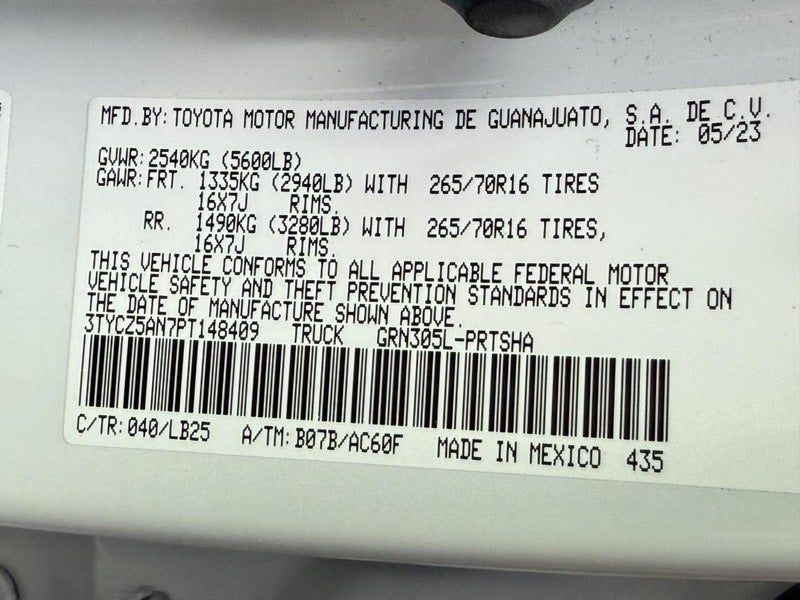 MFD.BY:TOYOTA MOTOR MANUFACTURING DE GUANAJUATO, S.A. DE C.V.
DATE: 05/23
GVWR:2540KG (5600LB)
GAWR:FRT. 1335KG (2940LB) WITH 265/70R16 TIRES
16X7J RIMS.
RR. 1490KG (3280LB) WITH 265/70R16 TIRES,
16X7J RIMS.
THIS VEHICLE CONFORMS TO ALL APPLICABLE FEDERAL MOTOR
VEHICLE SAFETY AND THEFT PREVENTION STANDARDS IN EFFECT ON
THE DATE OF MANUFACTURE SHOWN ABOVE.
3TYCZ5AN7PT148409 TRUCK GRN305L-PRTSHA
C/TR:040/LB25 A/TM:B07B/AC60F MADE IN MEXICO 435